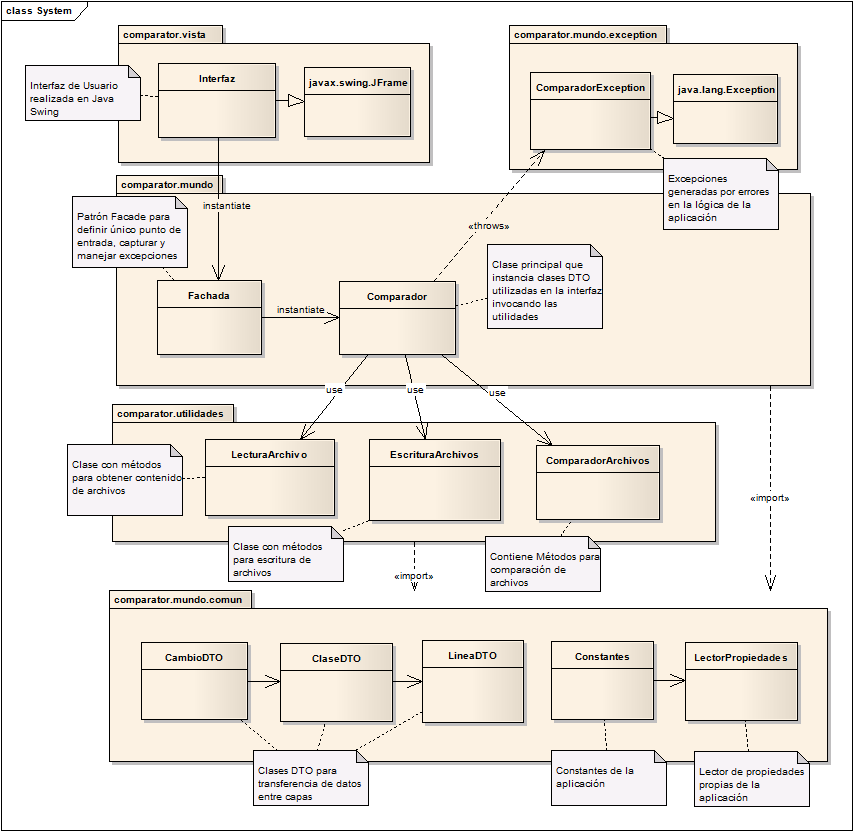 class System
comparator.vista
Interfaz de Usuario
realizada en Java
Swing
Interfaz
javax.swing.JFrame
comparator.mundo.exception
ComparadorException
java.lang.Exception
Excepciones
generadas por errores
en la lógica de la
aplicación
comparator.mundo
instantiate
Patrón Facade para
definir único punto de
entrada, capturar y
manejar excepciones
«throws»
Clase principal que
instancia clases DTO
utilizadas en la interfaz
invocando las
utilidades
Fachada
instantiate
Comparador
use
use
use
comparator.utilidades
Clase con métodos
para obtener contenido
de archivos
LecturaArchivo
EscrituraArchivos
ComparadorArchivos
«import»
Clase con métodos
para escritura de
archivos
Contiene Métodos para
comparación de
archivos
«import»
comparator.mundo.comun
CambioDTO
ClaseDTO
LineaDTO
Constantes
LectorPropiedades
Clases DTO para
transferencia de datos
entre capas
Constantes de la
aplicación
Lector de propiedades
propias de la
aplicación